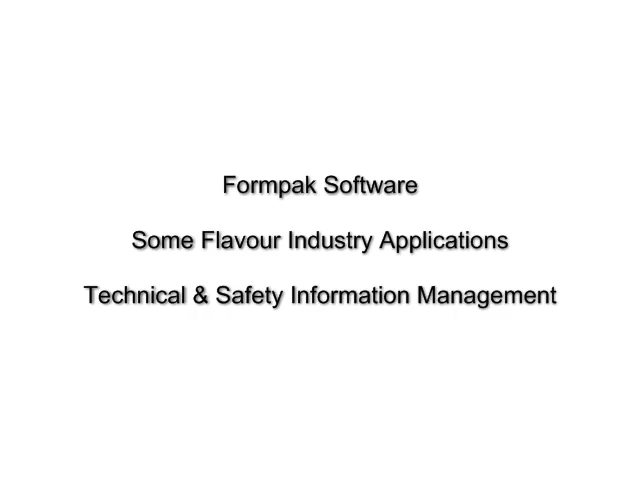 Formpak Software
Some Flavour Industry Applications
Technical & Safety Information Management